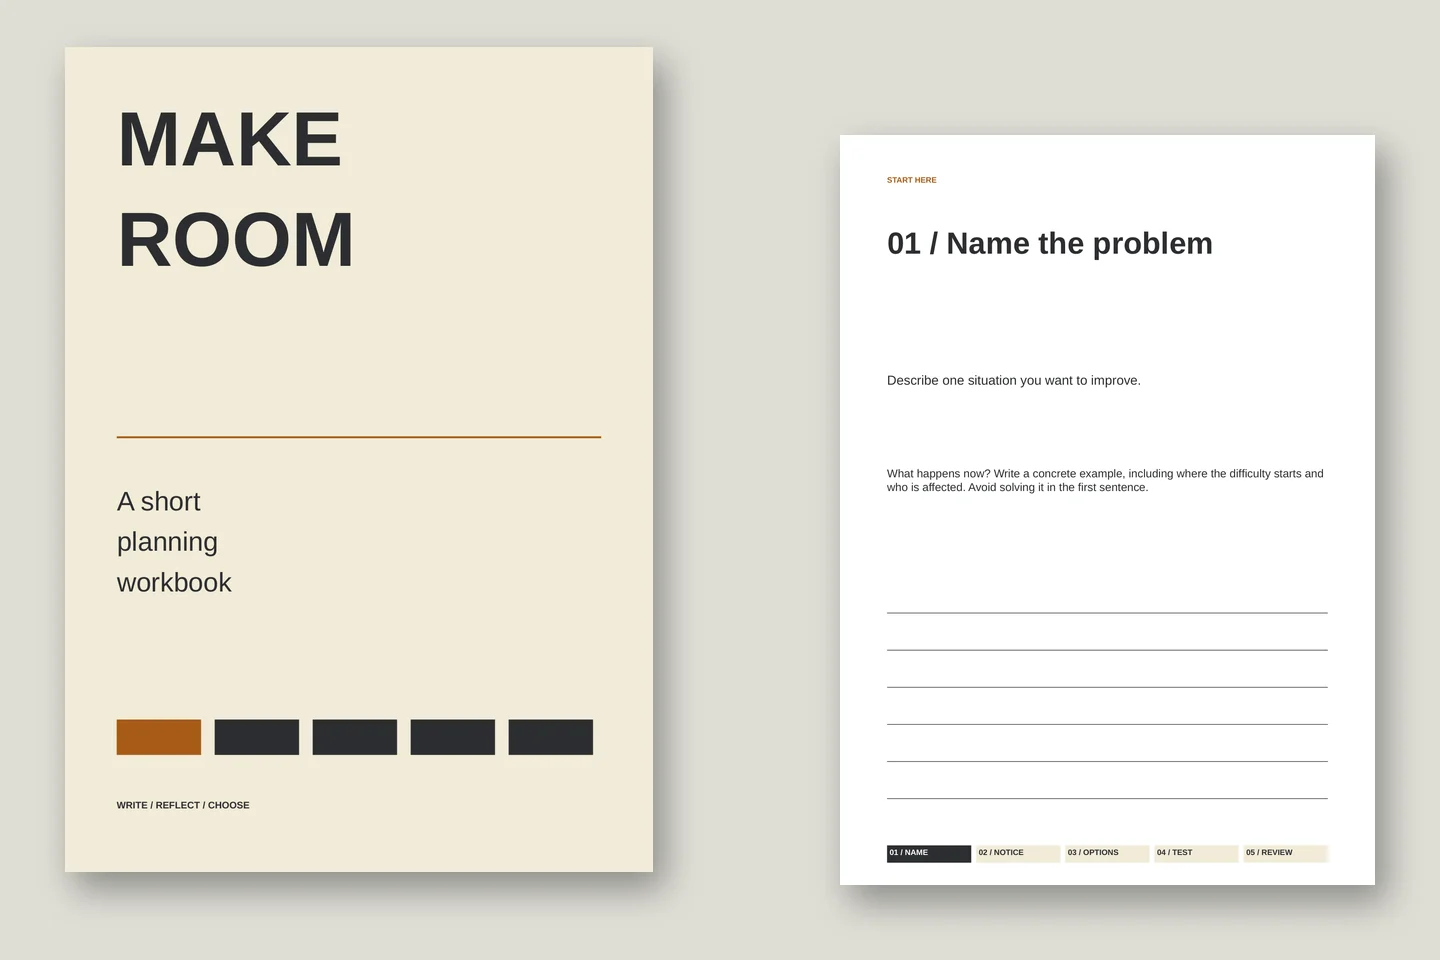 MAKE
ROOM
A short
planning
workbook
WRITE / REFLECT / CHOOSE
START HERE
01 / Name the problem
Describe one situation you want to improve.
What happens now? Write a concrete example, including where the difficulty starts and
who is affected. Avoid solving it in the first sentence.
01 / NAME
02 / NOTICE
03 / OPTIONS
04 / TEST
05 / REVIEW